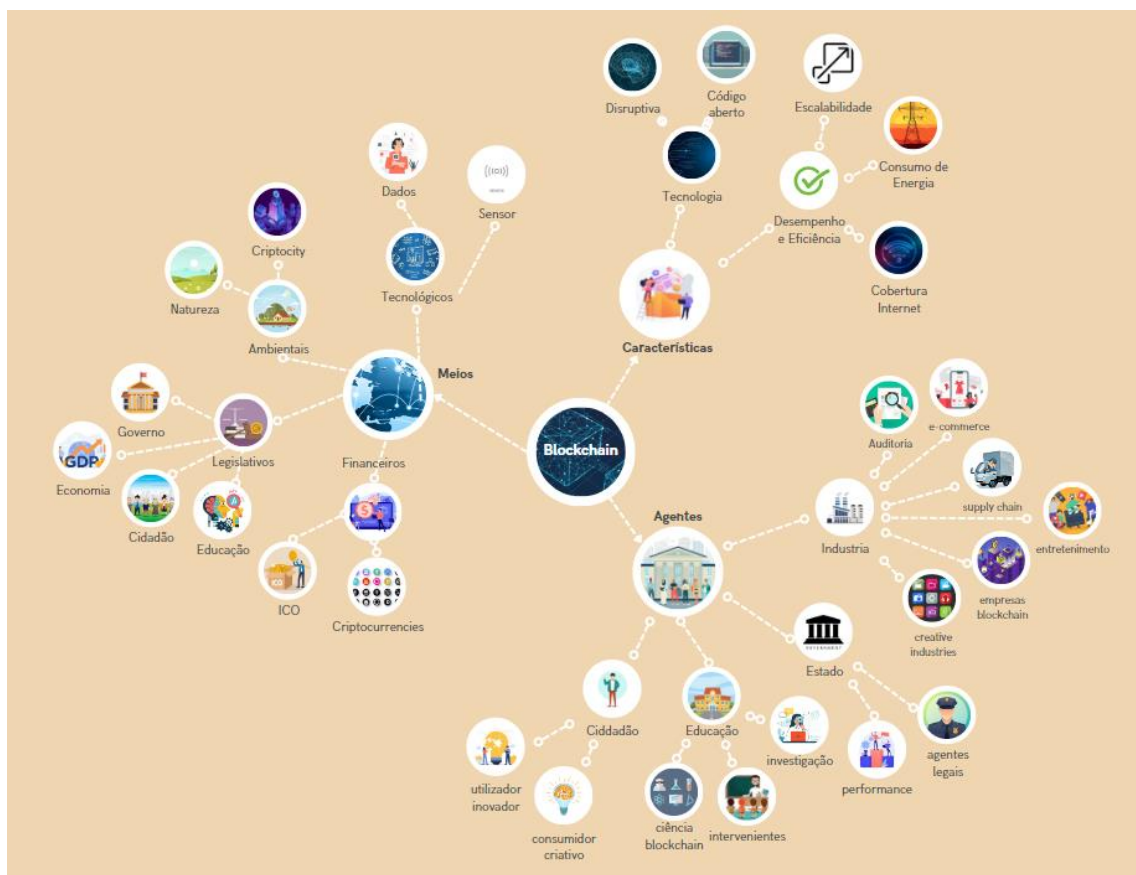 Disruptiva
Código
aberto
Tecnologia
Escalabilidade
Consumo de
Energia
Desempenho
e Eficiência
Cobertura
Internet
Características
Dados
Sensor
Tecnológicos
Criptocity
Natureza
Ambientais
Meios
Governo
GDP
Economia
Legislativos
Cidadão
Educação
Financeiros
ICO
ICO
Criptocurrencies
Blockchain
Agentes
Auditoria
e-commerce
supply chain
Industria
entretenimento
empresas
blockchain
creative
industries
GOVERNMENT
Estado
agentes
legais
performance
Ciddadão
utilizador
inovador
consumidor
criativo
Educação
investigação
ciência
blockchain
intervenientes